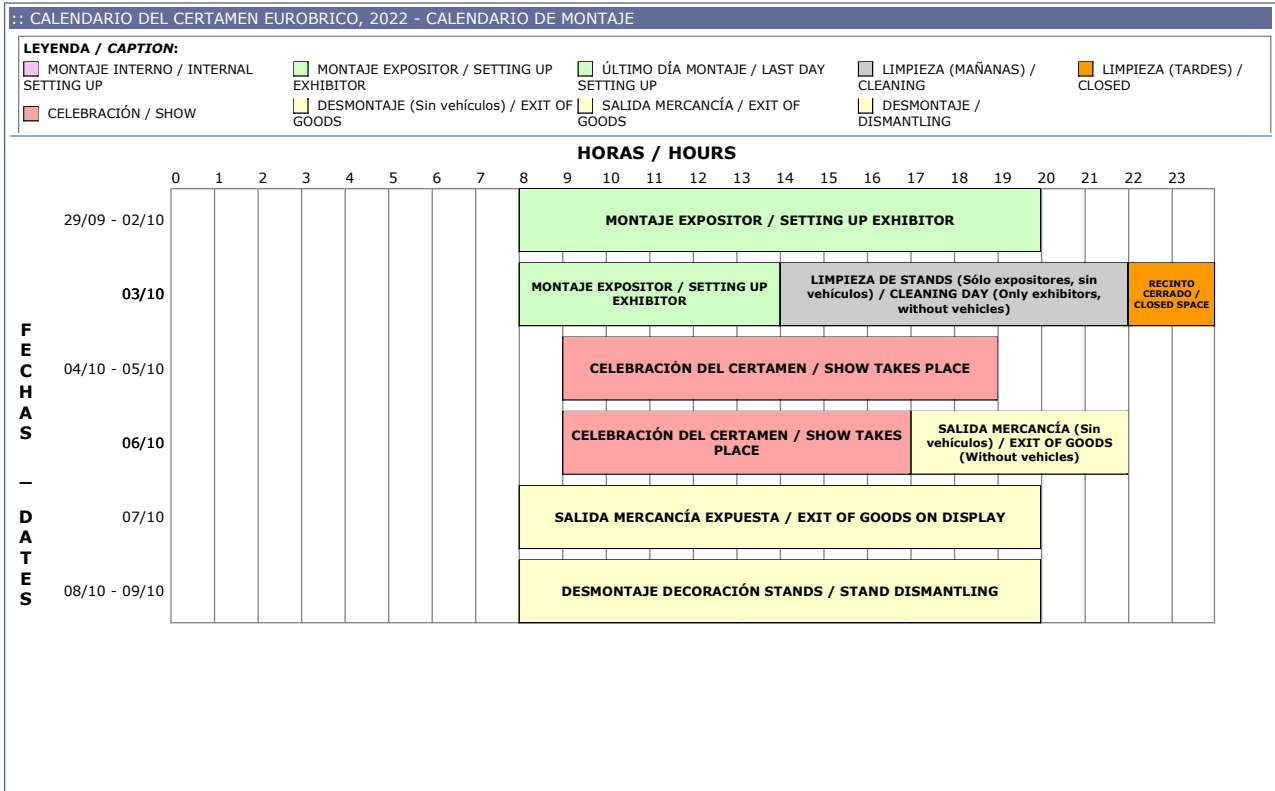 :: CALENDARIO DEL CERTAMEN EUROBRICO, 2022 - CALENDARIO DE MONTAJE
LEYENDA / CAPTION:
MONTAJE INTERNO / INTERNAL
SETTING UP
MONTAJE EXPOSITOR / SETTING UP
EXHIBITOR
ÚLTIMO DÍA MONTAJE / LAST DAY
SETTING UP
LIMPIEZA (MAÑANAS) /
CLEANING
LIMPIEZA (TARDES) /
CLOSED
CELEBRACIÓN / SHOW
DESMONTAJE (Sin vehículos) / EXIT OF
GOODS
SALIDA MERCANCÍA / EXIT OF
GOODS
DESMONTAJE /
DISMANTLING
HORAS / HOURS
0 1 2 3 4 5 6 7 8 9 10 11 12 13 14 15 16 17 18 19 20 21 22 23
FECHAS – DATES
29/09 - 02/10
MONTAJE EXPOSITOR / SETTING UP EXHIBITOR
03/10
MONTAJE EXPOSITOR / SETTING UP
EXHIBITOR
LIMPIEZA DE STANDS (Sólo expositores, sin
vehículos) / CLEANING DAY (Only exhibitors,
without vehicles)
RECINTO
CERRADO /
CLOSED SPACE
04/10 - 05/10
CELEBRACIÓN DEL CERTAMEN / SHOW TAKES PLACE
06/10
CELEBRACIÓN DEL CERTAMEN / SHOW TAKES
PLACE
SALIDA MERCANCÍA (Sin
vehículos) / EXIT OF GOODS
(Without vehicles)
07/10
SALIDA MERCANCÍA EXPUESTA / EXIT OF GOODS ON DISPLAY
08/10 - 09/10
DESMONTAJE DECORACIÓN STANDS / STAND DISMANTLING